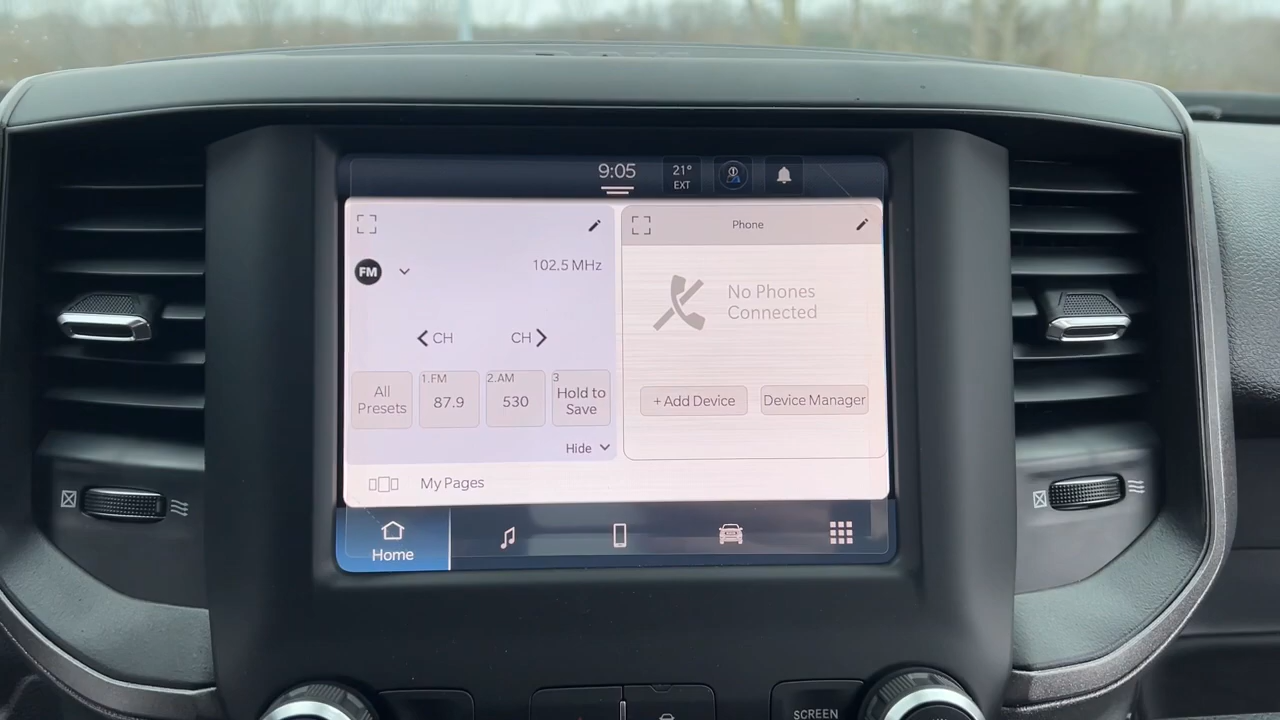 9:05
21°
EXT
FM
102.5 MHz
CH
CH
All
Presets
1.FM
87.9
2.AM
530
3
Hold to
Save
Hide
Phone
No Phones
Connected
+ Add Device
Device Manager
My Pages
Home
SCREEN